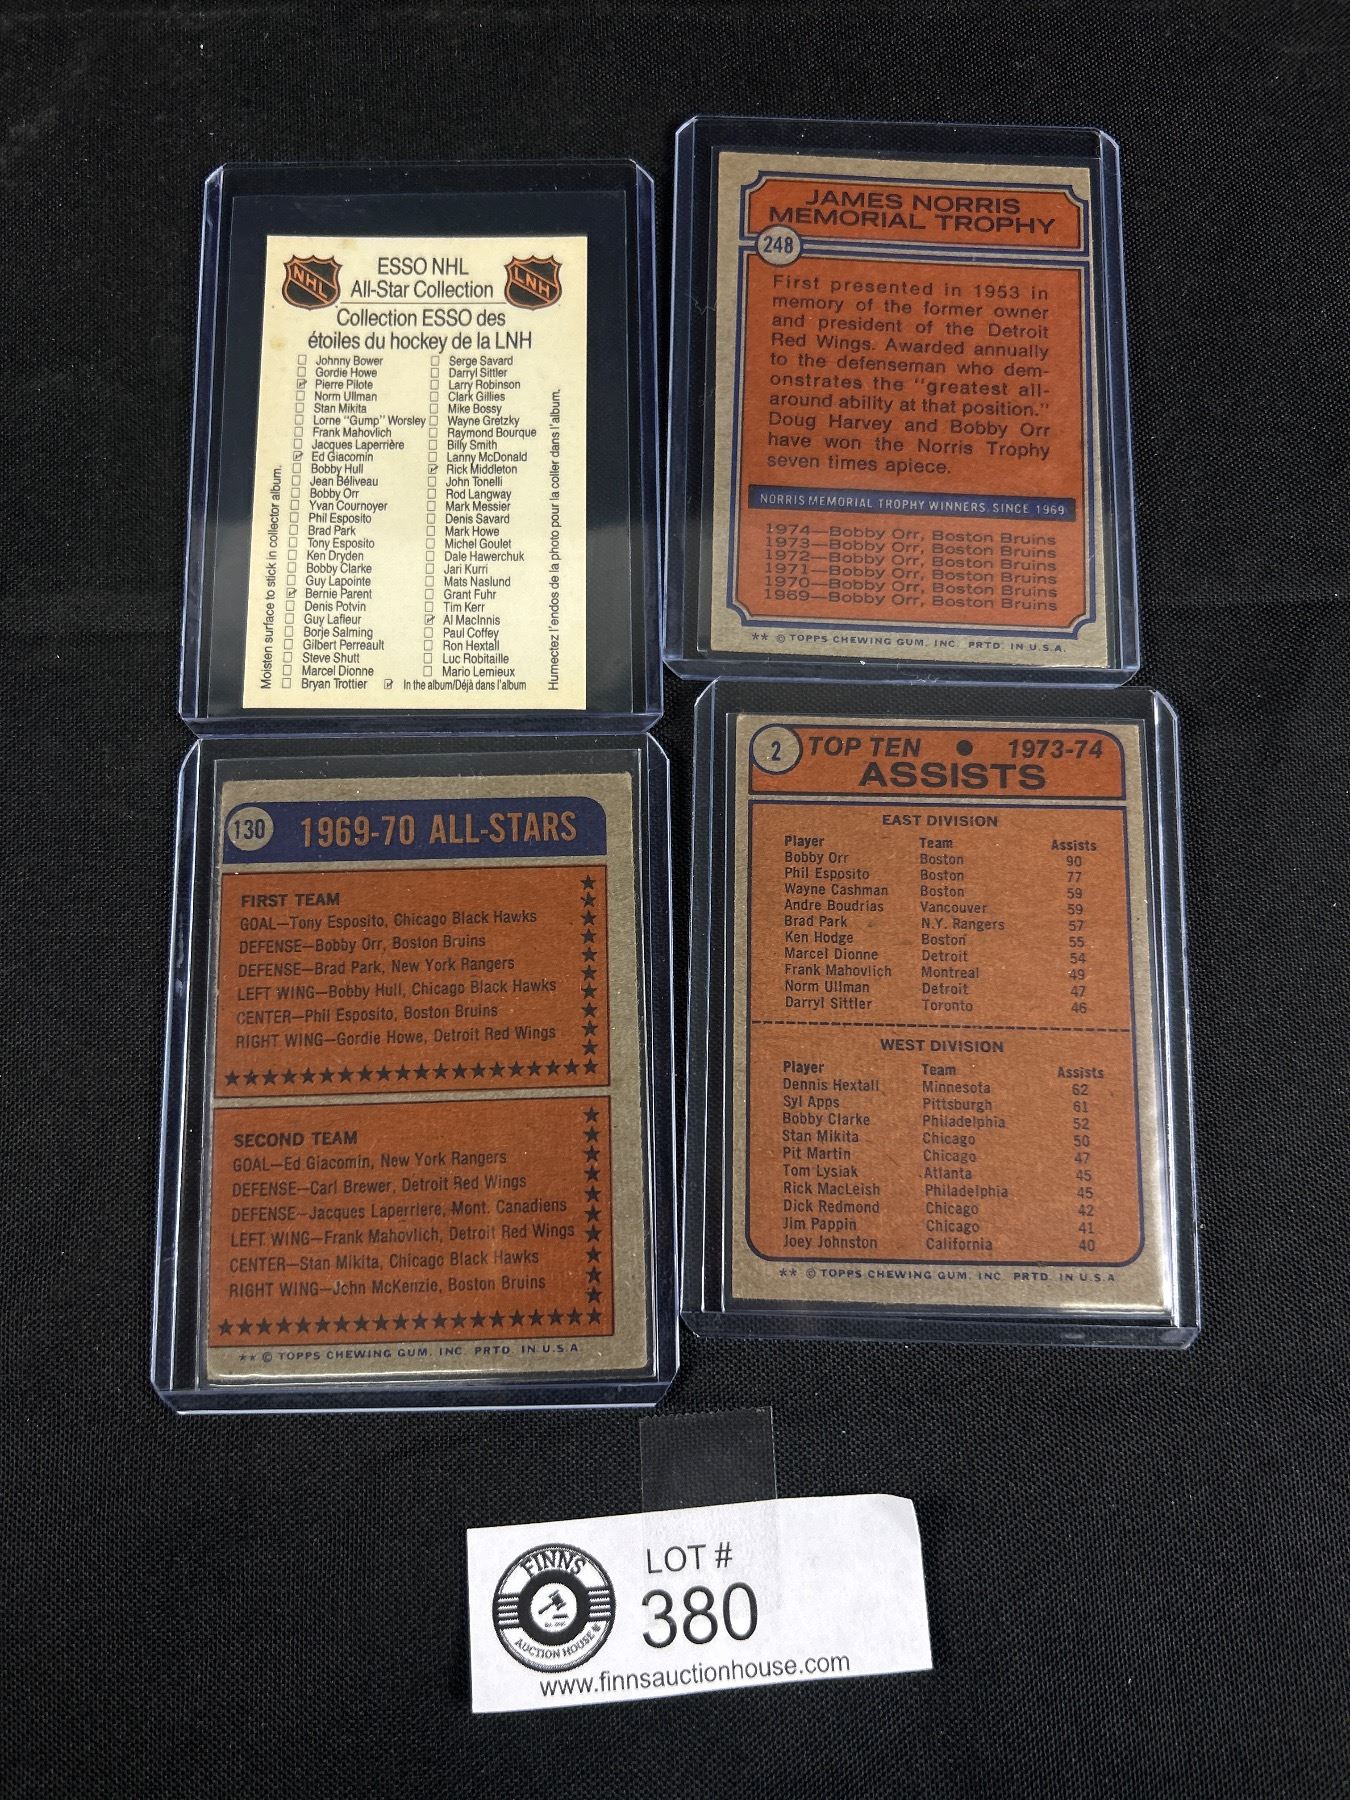 NHL
ESSO NHL
All-Star Collection
LNH
Collection ESSO des
étoiles du hockey de la LNH
Johnny Bower
Gordie Howe
Pierre Pilote
Norm Ullman
Stan Mikita
Lorne "Gump" Worsley
Frank Mahovlich
Jacques Laperrière
Ed Giacomin
Bobby Hull
Jean Béliveau
Bobby Orr
Yvan Cournoyer
Phil Esposito
Brad Park
Tony Esposito
Ken Dryden
Bobby Clarke
Guy Lapointe
Bernie Parent
Denis Potvin
Guy Lafleur
Borje Salming
Gilbert Perreault
Steve Shutt
Marcel Dionne
Bryan Trottier
Serge Savard
Darryl Sittler
Larry Robinson
Clark Gillies
Mike Bossy
Wayne Gretzky
Raymond Bourque
Billy Smith
Lanny McDonald
Rick Middleton
John Tonelli
Rod Langway
Mark Messier
Denis Savard
Mark Howe
Michel Goulet
Dale Hawerchuk
Jari Kurri
Mats Naslund
Grant Fuhr
Tim Kerr
Al MacInnis
Paul Coffey
Ron Hextall
Luc Robitaille
Mario Lemieux
In the album/Déjà dans l'album
Moisten surface to stick in collector album.
Humectez l'endos de la photo pour la coller dans l'album.
JAMES NORRIS
MEMORIAL TROPHY
248
First presented in 1953 in
memory of the former owner
and president of the Detroit
Red Wings. Awarded annually
to the defenseman who dem-
onstrates the "greatest all-
around ability at that position."
Doug Harvey and Bobby Orr
have won the Norris Trophy
seven times apiece.
NORRIS MEMORIAL TROPHY WINNERS SINCE 1969
1974—Bobby Orr, Boston Bruins
1973—Bobby Orr, Boston Bruins
1972—Bobby Orr, Boston Bruins
1971—Bobby Orr, Boston Bruins
1970—Bobby Orr, Boston Bruins
1969—Bobby Orr, Boston Bruins
** © TOPPS CHEWING GUM, INC. PRTD. IN U.S.A.
130 1969-70 ALL-STARS
FIRST TEAM
GOAL—Tony Esposito, Chicago Black Hawks
DEFENSE—Bobby Orr, Boston Bruins
DEFENSE—Brad Park, New York Rangers
LEFT WING—Bobby Hull, Chicago Black Hawks
CENTER—Phil Esposito, Boston Bruins
RIGHT WING—Gordie Howe, Detroit Red Wings
SECOND TEAM
GOAL—Ed Giacomin, New York Rangers
DEFENSE—Carl Brewer, Detroit Red Wings
DEFENSE—Jacques Laperriere, Mont. Canadiens
LEFT WING—Frank Mahovlich, Detroit Red Wings
CENTER—Stan Mikita, Chicago Black Hawks
RIGHT WING—John McKenzie, Boston Bruins
** © TOPPS CHEWING GUM, INC. PRTD. IN U.S.A
2 TOP TEN ● 1973-74
ASSISTS
EAST DIVISION
Player Team Assists
Bobby Orr Boston 90
Phil Esposito Boston 77
Wayne Cashman Boston 59
Andre Boudrias Vancouver 59
Brad Park N.Y. Rangers 57
Ken Hodge Boston 55
Marcel Dionne Detroit 54
Frank Mahovlich Montreal 49
Norm Ullman Detroit 47
Darryl Sittler Toronto 46
WEST DIVISION
Player Team Assists
Dennis Hextall Minnesota 62
Syl Apps Pittsburgh 61
Bobby Clarke Philadelphia 52
Stan Mikita Chicago 50
Pit Martin Chicago 47
Tom Lysiak Atlanta 45
Rick MacLeish Philadelphia 45
Dick Redmond Chicago 42
Jim Pappin Chicago 41
Joey Johnston California 40
** © TOPPS CHEWING GUM, INC. PRTD. IN U.S.A
FINNS
AUCTION HOUSE
LOT #
380
www.finnsauctionhouse.com